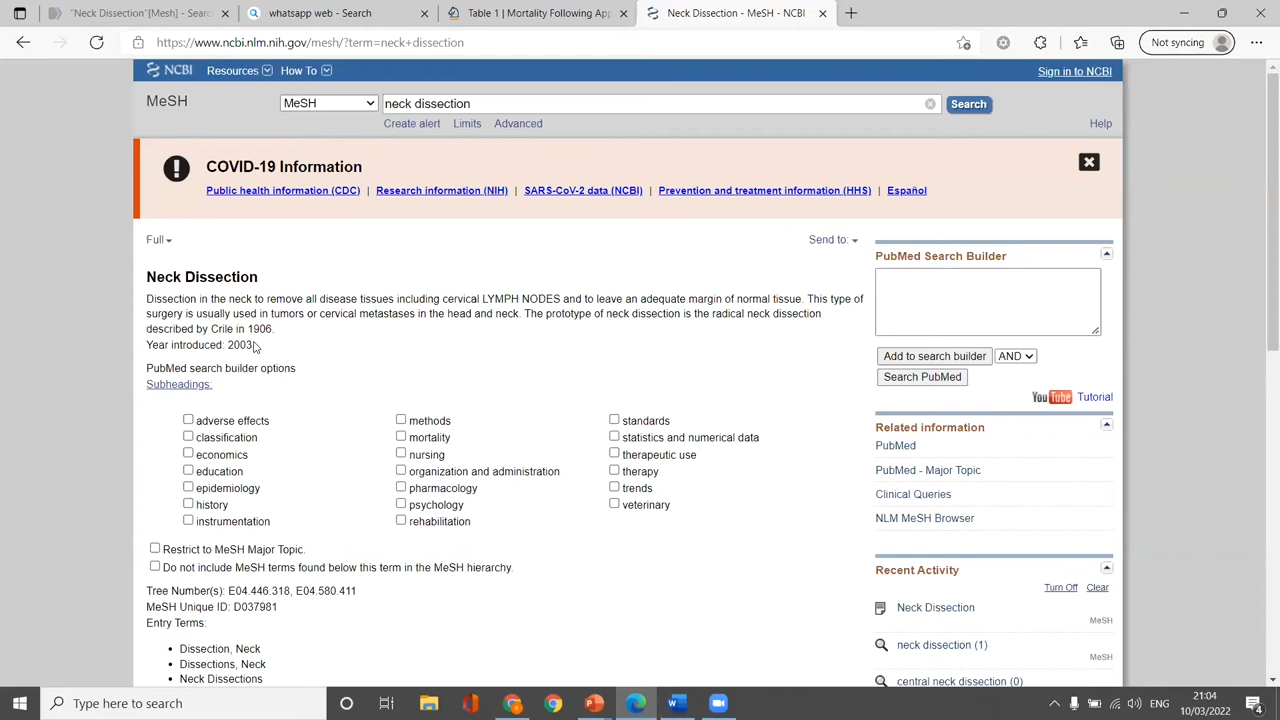 "Neck Dissection"[Mesh] - Searc
whatsapp web - Search
Table 1 | Mortality Following App
Neck Dissection - MeSH - NCBI
https://www.ncbi.nlm.nih.gov/mesh/?term=neck+dissection
Not syncing
NCBI Resources How To
Sign in to NCBI
MeSH
MeSH
neck dissection
Search
Create alert Limits Advanced
Help
COVID-19 Information
Public health information (CDC) | Research information (NIH) | SARS-CoV-2 data (NCBI) | Prevention and treatment information (HHS) | Español
Full
Send to:
Neck Dissection
Dissection in the neck to remove all disease tissues including cervical LYMPH NODES and to leave an adequate margin of normal tissue. This type of
surgery is usually used in tumors or cervical metastases in the head and neck. The prototype of neck dissection is the radical neck dissection
described by Crile in 1906.
Year introduced: 2003
PubMed search builder options
Subheadings:
adverse effects
classification
economics
education
epidemiology
history
instrumentation
methods
mortality
nursing
organization and administration
pharmacology
psychology
rehabilitation
standards
statistics and numerical data
therapeutic use
therapy
trends
veterinary
Restrict to MeSH Major Topic.
Do not include MeSH terms found below this term in the MeSH hierarchy.
Tree Number(s): E04.446.318, E04.580.411
MeSH Unique ID: D037981
Entry Terms:
Dissection, Neck
Dissections, Neck
Neck Dissections
PubMed Search Builder
Add to search builder AND
Search PubMed
YouTube Tutorial
Related information
PubMed
PubMed - Major Topic
Clinical Queries
NLM MeSH Browser
Recent Activity
Turn Off Clear
Neck Dissection
MeSH
neck dissection (1)
MeSH
central neck dissection (0)
Type here to search
ENG
21:04
10/03/2022
4